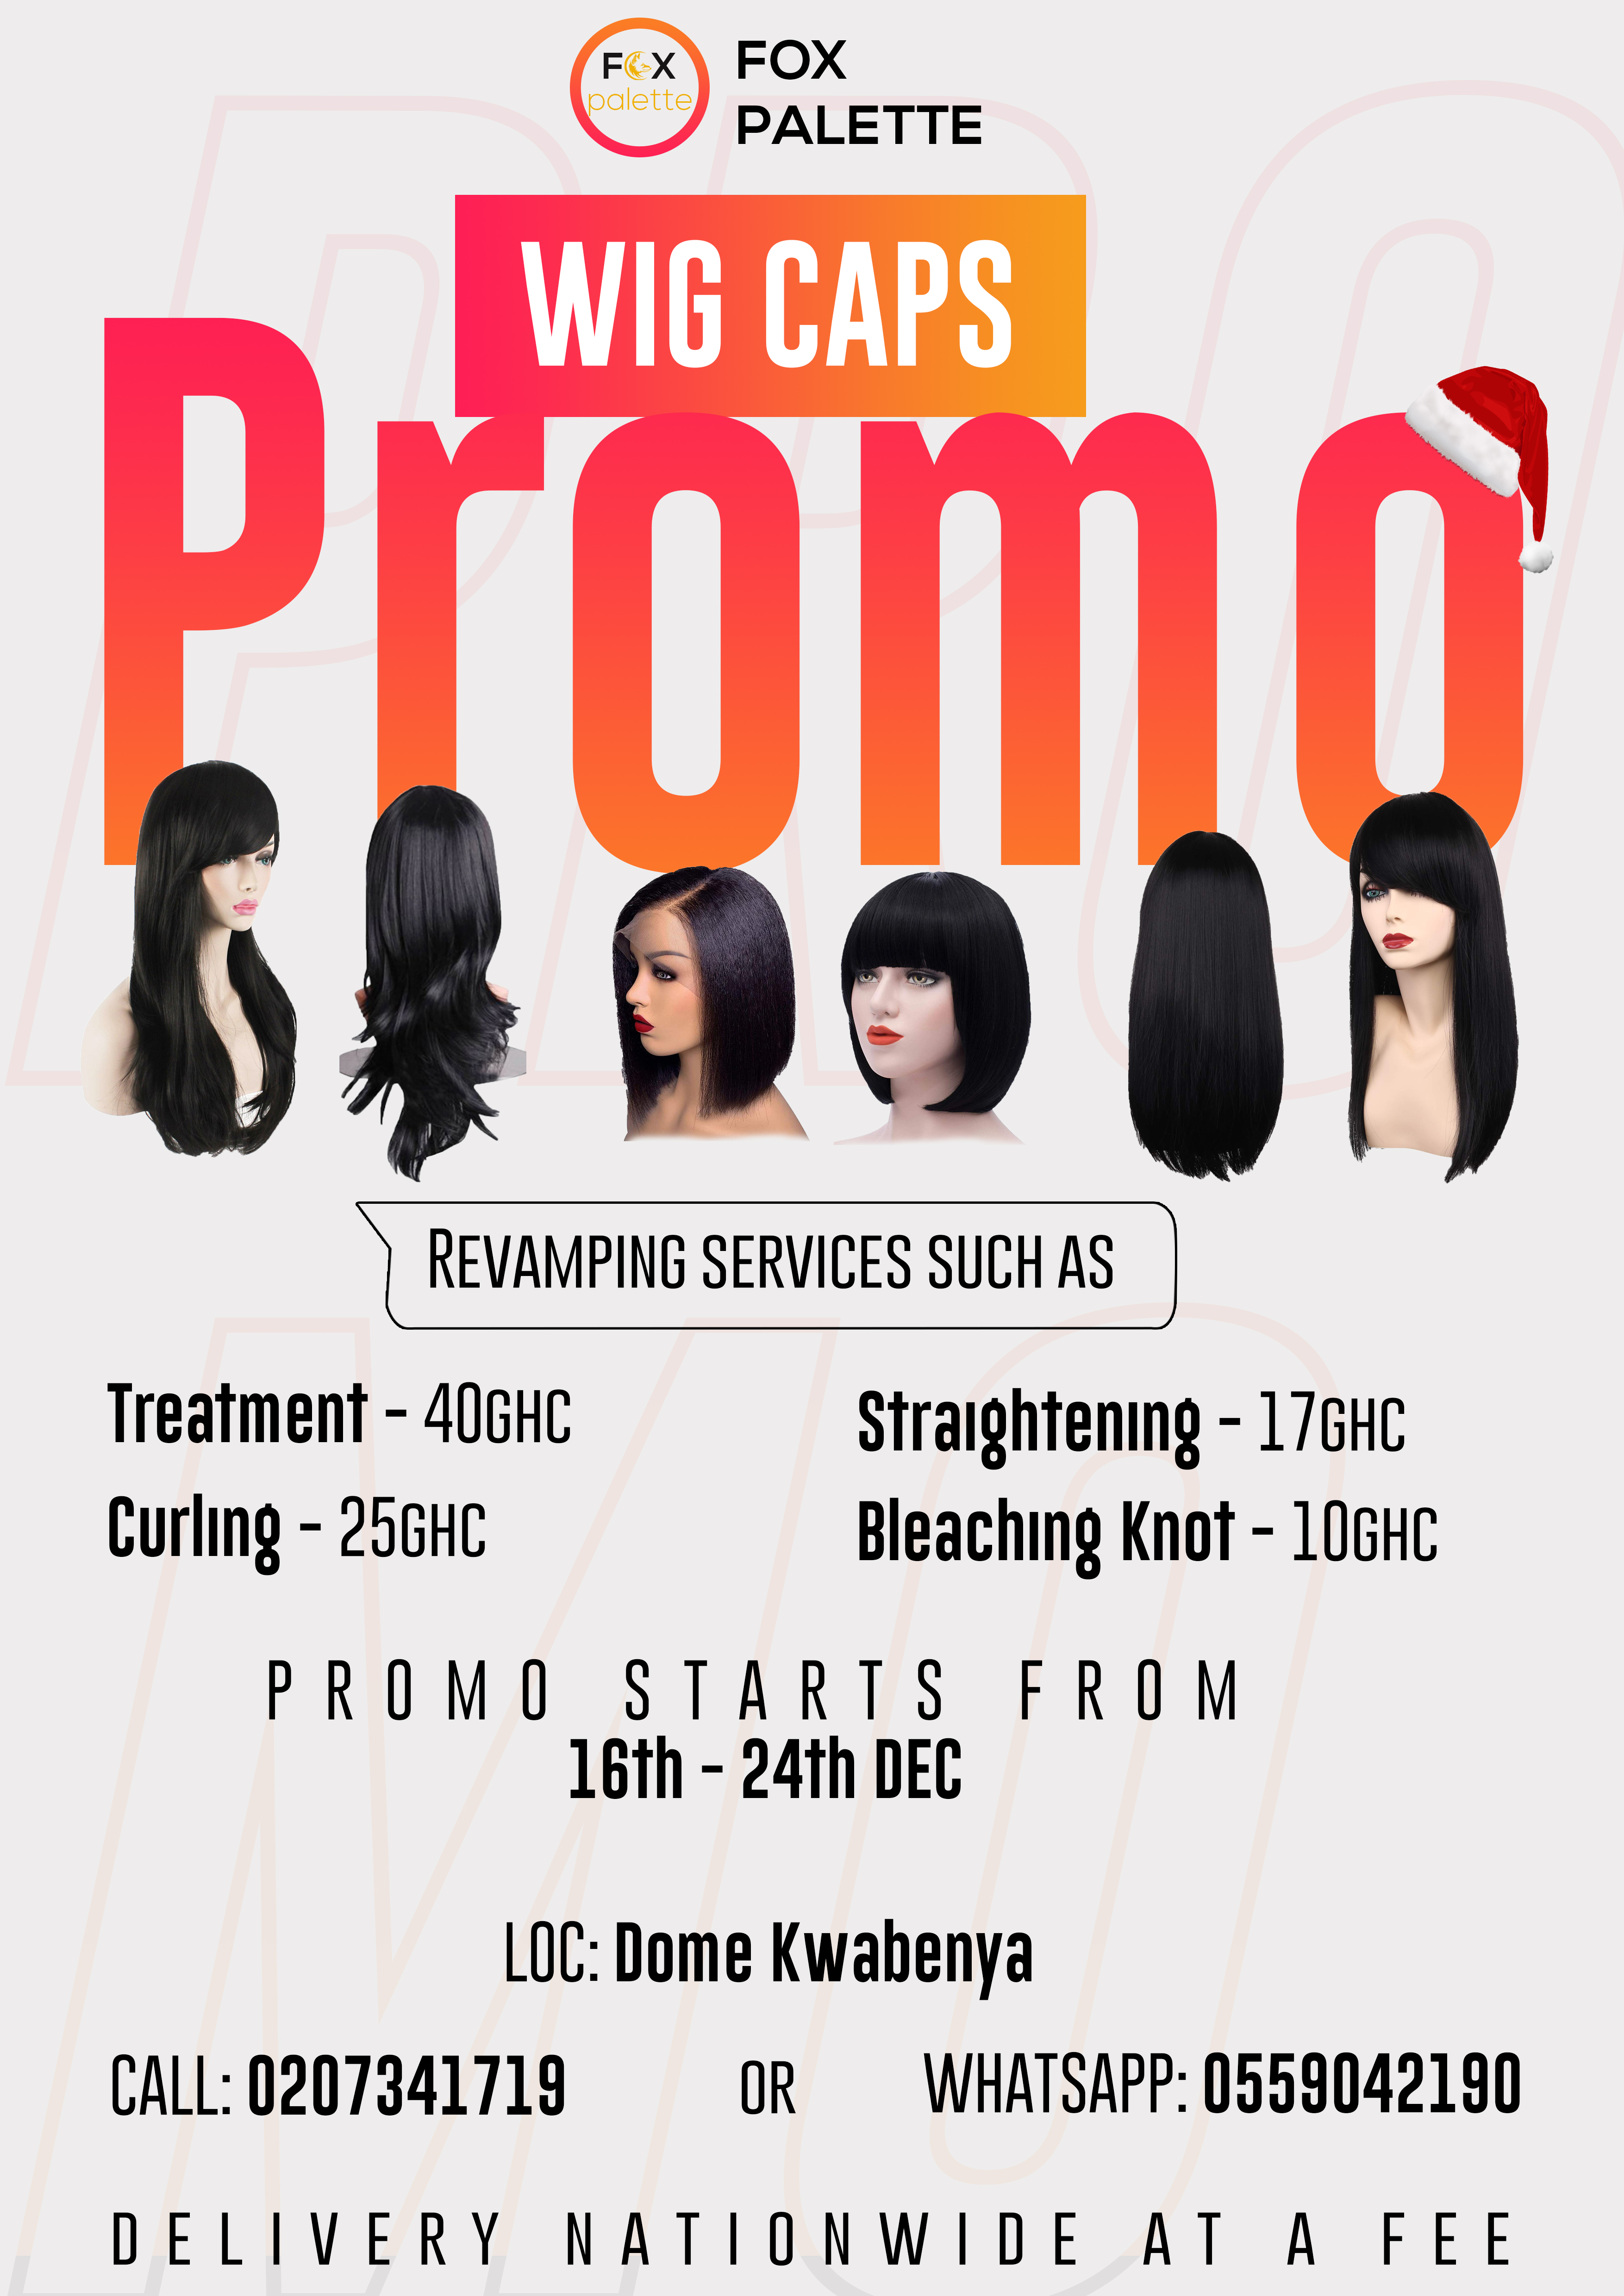 FOX
palette
FOX
PALETTE
WIG CAPS
Promo
REVAMPING SERVICES SUCH AS
Treatment - 40GHC
Straightening - 17GHC
Curling - 25GHC
Bleaching Knot - 10GHC
PROMO STARTS FROM
16th - 24th DEC
LOC: Dome Kwabenya
CALL: 0207341719 OR WHATSAPP: 0559042190
DELIVERY NATIONWIDE AT A FEE
PRO
MO